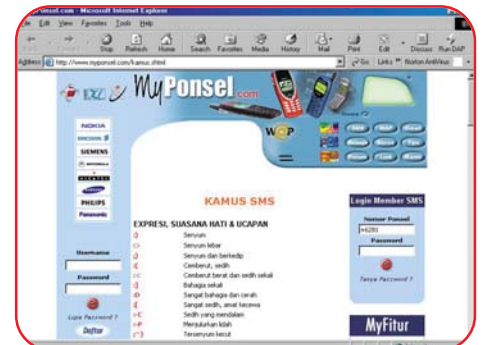 Ponsel.com - Microsoft Internet Explorer
File Edit View Favorites Tools Help
Stop Refresh Home Search Favorites Media History Mail Print Edit Discuss Run DAP
Address http://www.myponsel.com/kamus.shtml Go Links Norton AntiVirus
MyPonsel.com
NOKIA
ERICSSON
SIEMENS
MOTOROLA
ALCATEL
SAMSUNG
PHILIPS
Panasonic
Username
Password
Lupa Password ?
Daftar
KAMUS SMS
EXPRESI, SUASANA HATI & UCAPAN
Senyum
Senyum lebar
Senyum dan berkedip
Cemberut, sedih
Cemberut berat dan sedih sekali
Bahagia sekali
Sangat bahagia dan cerah
Sangat sedih, amat kecewa
Sedih yang mendalam
Menjulurkan lidah
Tersenyum kecut
Login Member SMS
Nomor Ponsel
+6281
Password
Tanya Password ?
MyFitur